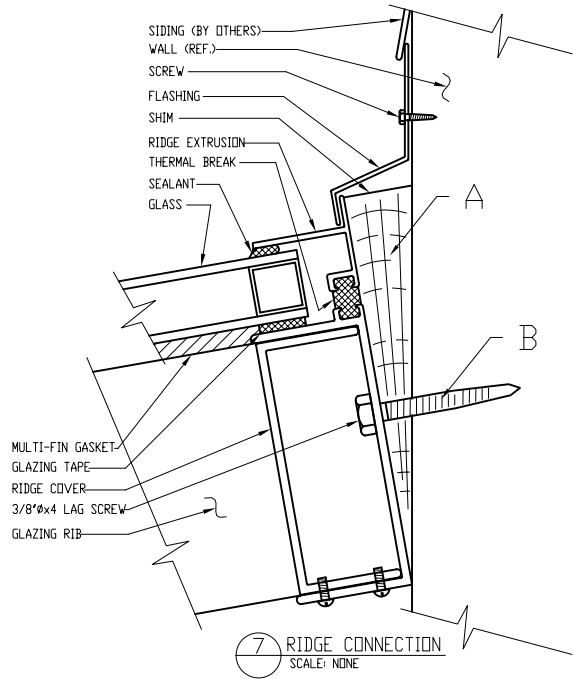 SIDING (BY OTHERS)
WALL (REF.)
SCREW
FLASHING
SHIM
RIDGE EXTRUSION
THERMAL BREAK
SEALANT
GLASS
A
B
MULTI-FIN GASKET
GLAZING TAPE
RIDGE COVER
3/8"Øx4 LAG SCREW
GLAZING RIB
7 RIDGE CONNECTION
SCALE: NONE